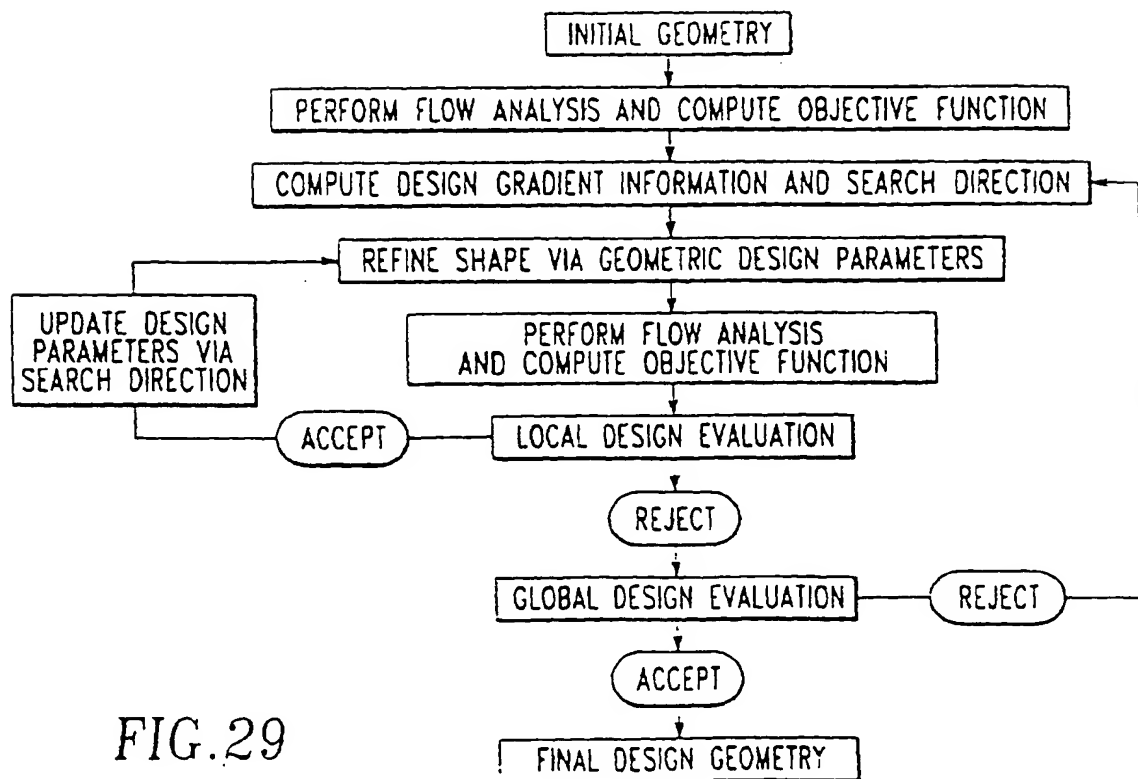 INITIAL GEOMETRY
PERFORM FLOW ANALYSIS AND COMPUTE OBJECTIVE FUNCTION
COMPUTE DESIGN GRADIENT INFORMATION AND SEARCH DIRECTION
REFINE SHAPE VIA GEOMETRIC DESIGN PARAMETERS
UPDATE DESIGN
PARAMETERS VIA
SEARCH DIRECTION
PERFORM FLOW ANALYSIS
AND COMPUTE OBJECTIVE FUNCTION
ACCEPT
LOCAL DESIGN EVALUATION
REJECT
GLOBAL DESIGN EVALUATION
REJECT
ACCEPT
FINAL DESIGN GEOMETRY
FIG.29